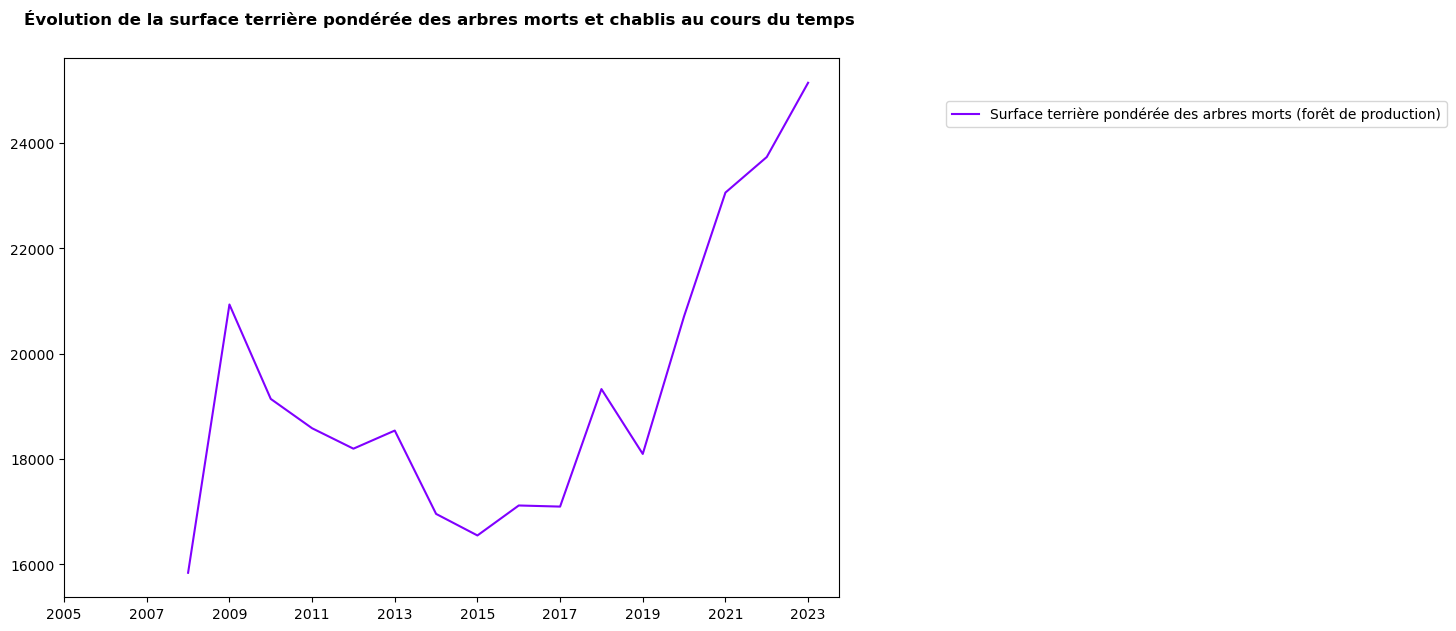 Évolution de la surface terrière pondérée des arbres morts et chablis au cours du temps
Surface terrière pondérée des arbres morts (forêt de production)
24000
22000
20000
18000
16000
2005 2007 2009 2011 2013 2015 2017 2019 2021 2023